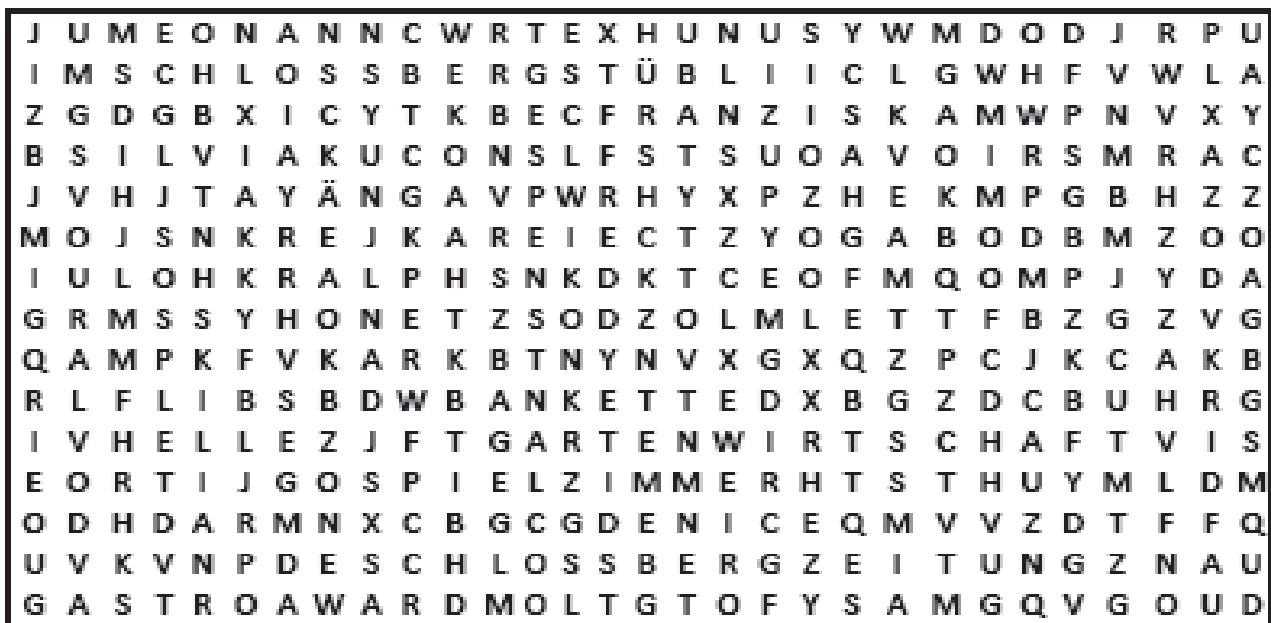 J U M E O N A N N C W R T E X H U N U S Y W M D O D J R P U
I M S C H L O S S B E R G S T Ü B L I I C L G W H F V W L A
Z G D G B X I C Y T K B E C F R A N Z I S K A M W P N V X Y
B S I L V I A K U C O N S L F S T S U O A V O I R S M R A C
J V H J T A Y Ä N G A V P W R H Y X P Z H E K M P G B H Z Z
M O J S N K R E J K A R E I E C T Z Y O G A B O D B M Z O O
I U L O H K R A L P H S N K D K T C E O F M Q O M P J Y D A
G R M S S Y H O N E T Z S O D Z O L M L E T T F B Z G Z V G
Q A M P K F V K A R K B T N Y N V X G X Q Z P C J K C A K B
R L F L I B S B D W B A N K E T T E D X B G Z D C B U H R G
I V H E L L E Z J F T G A R T E N W I R T S C H A F T V I S
E O R T I J G O S P I E L Z I M M E R H T S T H U Y M L D M
O D H D A R M N X C B G C G D E N I C E Q M V V Z D T F F Q
U V K V N P D E S C H L O S S B E R G Z E I T U N G Z N A U
G A S T R O A W A R D M O L T G T O F Y S A M G Q V G O U D